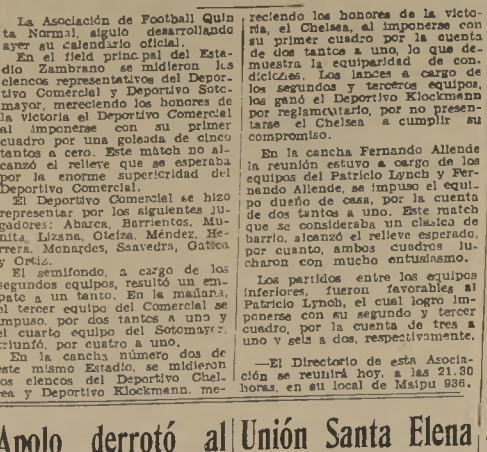 La Asociación de Football Quin
ta Normal, siguio desarrollando
ayer su calendario oficial.
En el field principal del Esta-
dio Zambrano se midieron los
elencos representativos del Depor-
tivo Comercial y Deportivo Soto-
mayor, mereciendo los honores de
la victoria el Deportivo Comercial
al imponerse con su primer
cuadro por una goleada de cinco
tantos a cero. Este match no al-
canzó el relieve que se esperaba
por la enorme supericridad del
Deportivo Comercial.
El Deportivo Comercial se hizo
representar por los siguientes ju-
gadores: Abarca, Barrientos, Mu-
nita, Lizana, Oteiza, Méndez, He-
rrera, Monardes, Saavedra, Gatica
y Ortiz.
El semifondo, a cargo de los
segundos equipos, resultó un em-
pate a un tanto. En la mañana,
el tercer equipo del Comercial se
impuso, por dos tantos a uno y
el cuarto equipo del Sotomayor,
triunfó, por cuatro a uno.
En la cancha número dos de
este mismo Estadio, se midieron
los elencos del Deportivo Chel-
sea y Deportivo Klockmann, me-
reciendo los honores de la victo-
ria, el Chelsea, al imponerse con
su primer cuadro por la cuenta
de dos tantos a uno, lo que de-
muestra la equiparidad de con-
diciones. Los lances a cargo de
los segundos y terceros equipos,
los ganó el Deportivo Klockmann
por reglamentario, por no presen-
tarse el Chelsea a cumplir su
compromiso.
En la cancha Fernando Allende
la reunión estuvo a cargo de los
equipos del Patricio Lynch y Fer-
nando Allende, se impuso el equi-
po dueño de casa, por la cuenta
de dos tantos a uno. Este match
que se consideraba un clásico de
barrio, alcanzó el relieve esperado,
por cuanto, ambos cuadros lu-
charon con mucho entusiasmo.
Los partidos entre los equipos
inferiores, fueron favorables al
Patricio Lynch, el cual logró im-
ponerse con su segundo y tercer
cuadro, por la cuenta de tres a
uno y seis a dos, respectivamente.
—El Directorio de esta Asocia-
ción se reunirá hoy, a las 21.30
horas, en su local de Maipú 936.
Apolo derrotó al
Unión Santa Elena